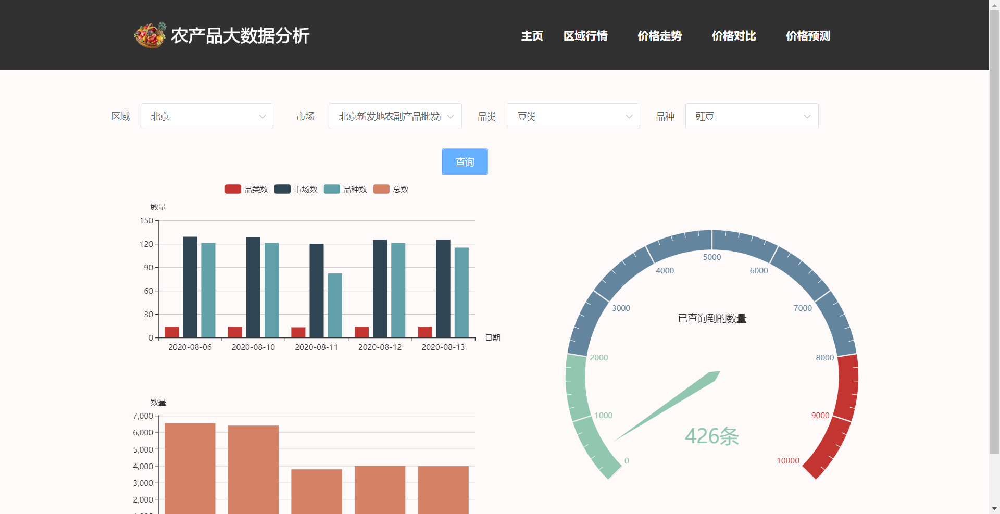 农产品大数据分析
主页 区域行情 价格走势 价格对比 价格预测
区域 北京 市场 北京新发地农副产品批发 品类 豆类 品种 豇豆
查询
品类数 市场数 品种数 总数
数量
150
120
90
60
30
0
2020-08-06 2020-08-10 2020-08-11 2020-08-12 2020-08-13
日期
数量
7,000
6,000
5,000
4,000
3,000
2,000
5000
4000 6000
3000 7000
已查询到的数量
2000 8000
1000 9000
426条
0 10000